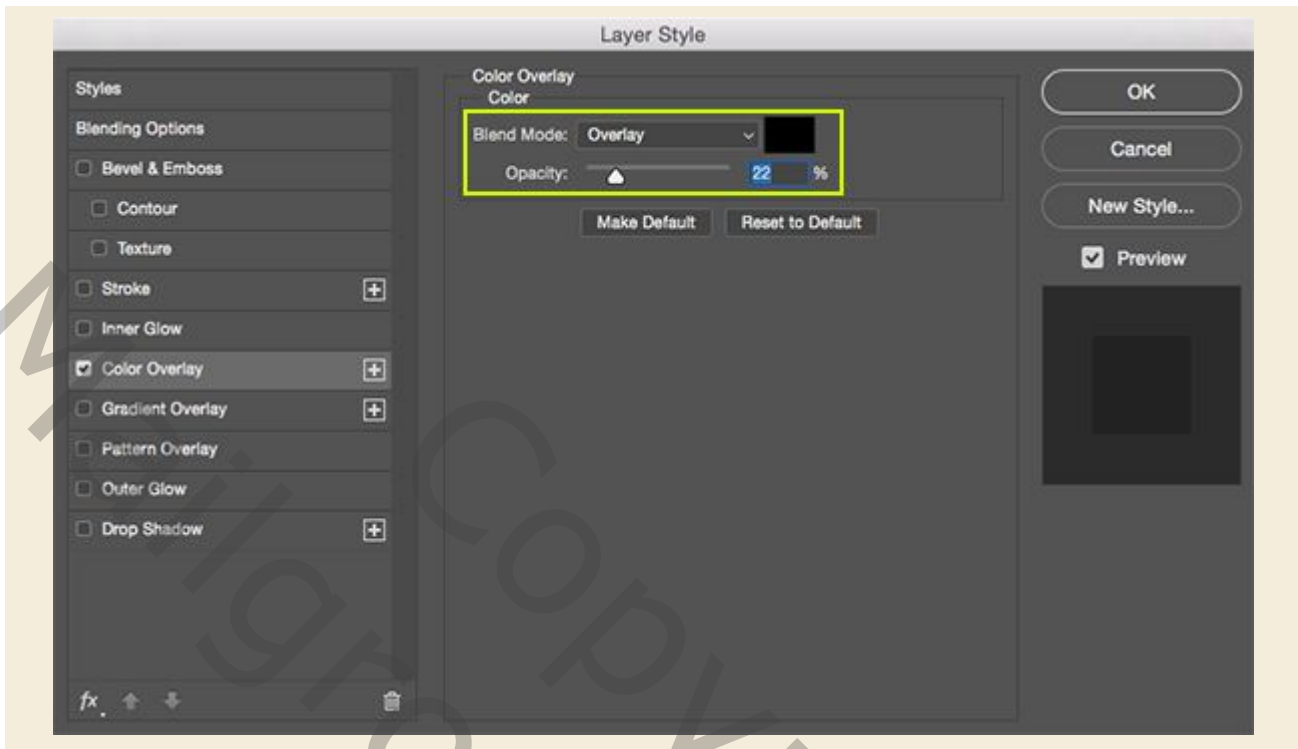 Layer Style
Styles
Blending Options
Bevel & Emboss
Contour
Texture
Stroke
Inner Glow
Color Overlay
Gradient Overlay
Pattern Overlay
Outer Glow
Drop Shadow
fx
Color Overlay
Color
Blend Mode: Overlay
Opacity: 22 %
Make Default Reset to Default
OK
Cancel
New Style...
Preview